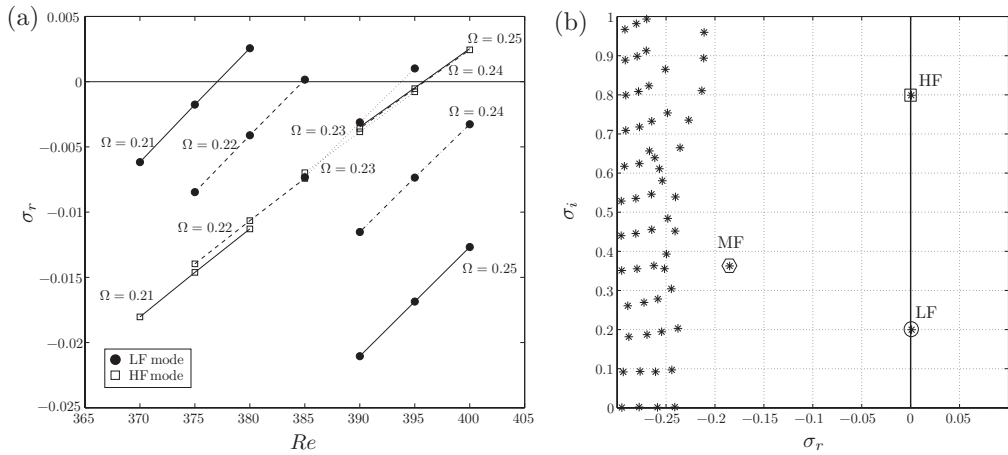 (a)
0.005
0
−0.005
−0.01
−0.015
−0.02
−0.025
σr
365
370
375
380
385
390
395
400
405
Re
Ω = 0.21
Ω = 0.22
Ω = 0.23
Ω = 0.25
Ω = 0.24
Ω = 0.24
Ω = 0.23
Ω = 0.22
Ω = 0.21
Ω = 0.25
LF mode
HF mode
(b)
1
0.9
0.8
0.7
0.6
0.5
0.4
0.3
0.2
0.1
0
σi
−0.25
−0.2
−0.15
−0.1
−0.05
0
0.05
σr
HF
MF
LF